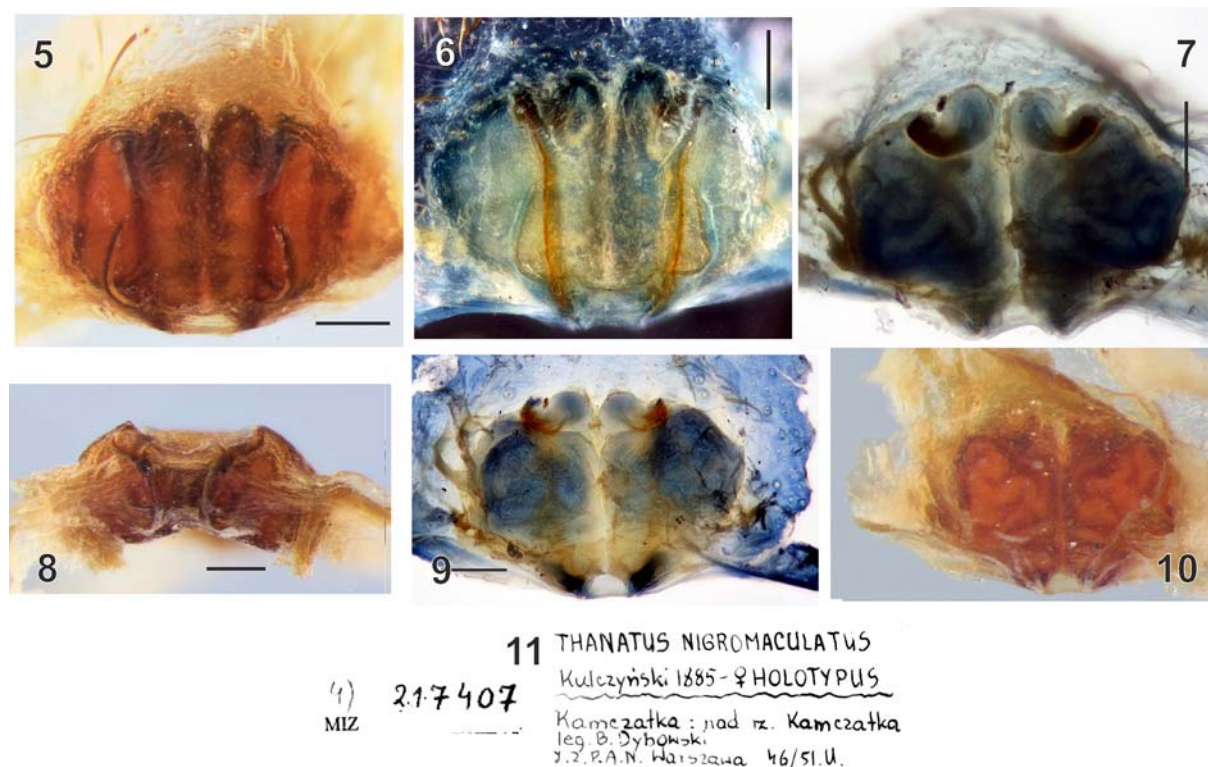 5
6
7
8
9
10
11
THANATUS NIGROMACULATUS
Kulczyński 1885 - ♀ HOLOTYPUS
4)
217407
MIZ
Kamczatka : nad rz. Kamczatka
leg. B. Dybowski
I.Z.P.A.N. Warszawa 46/51.U.